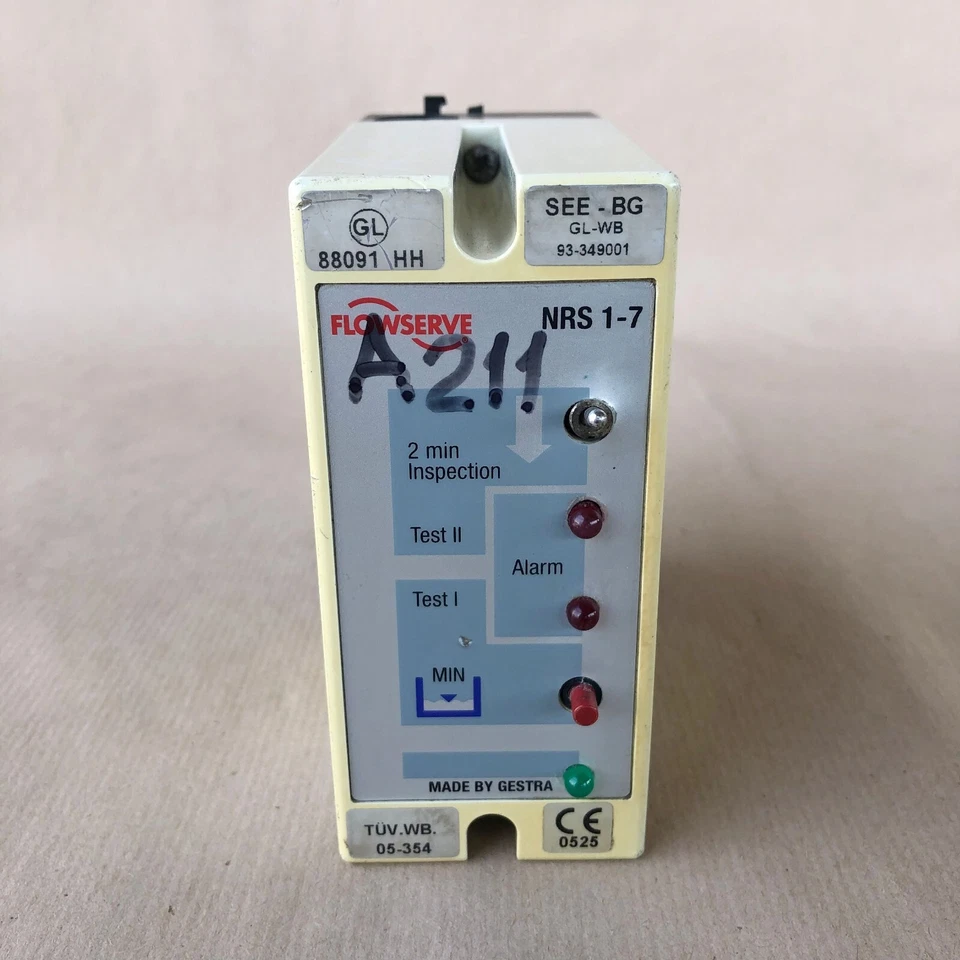 GL
88091 HH
SEE - BG
GL-WB
93-349001
FLOWSERVE
NRS 1-7
A211
2 min
Inspection
Test II
Alarm
Test I
MIN
MADE BY GESTRA
TÜV.WB.
05-354
CE
0525